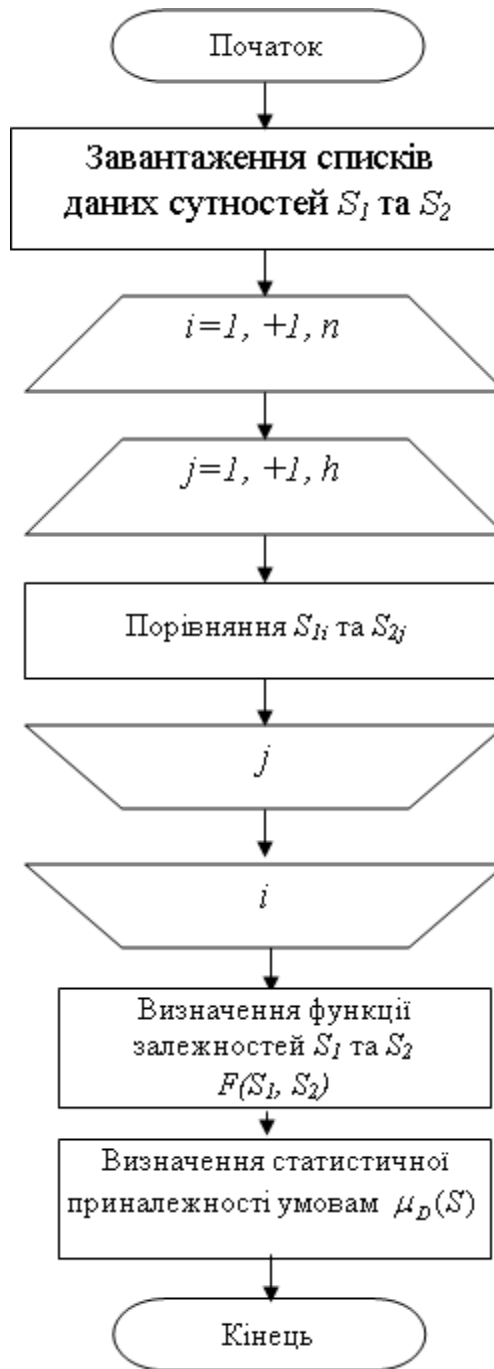 Початок
Завантаження списків
даних сутностей S₁ та S₂
i=1, +1, n
j=1, +1, h
Порівняння S₁ᵢ та S₂ⱼ
j
i
Визначення функції
залежностей S₁ та S₂
F(S₁, S₂)
Визначення статистичної
приналежності умовам μ_D(S)
Кінець